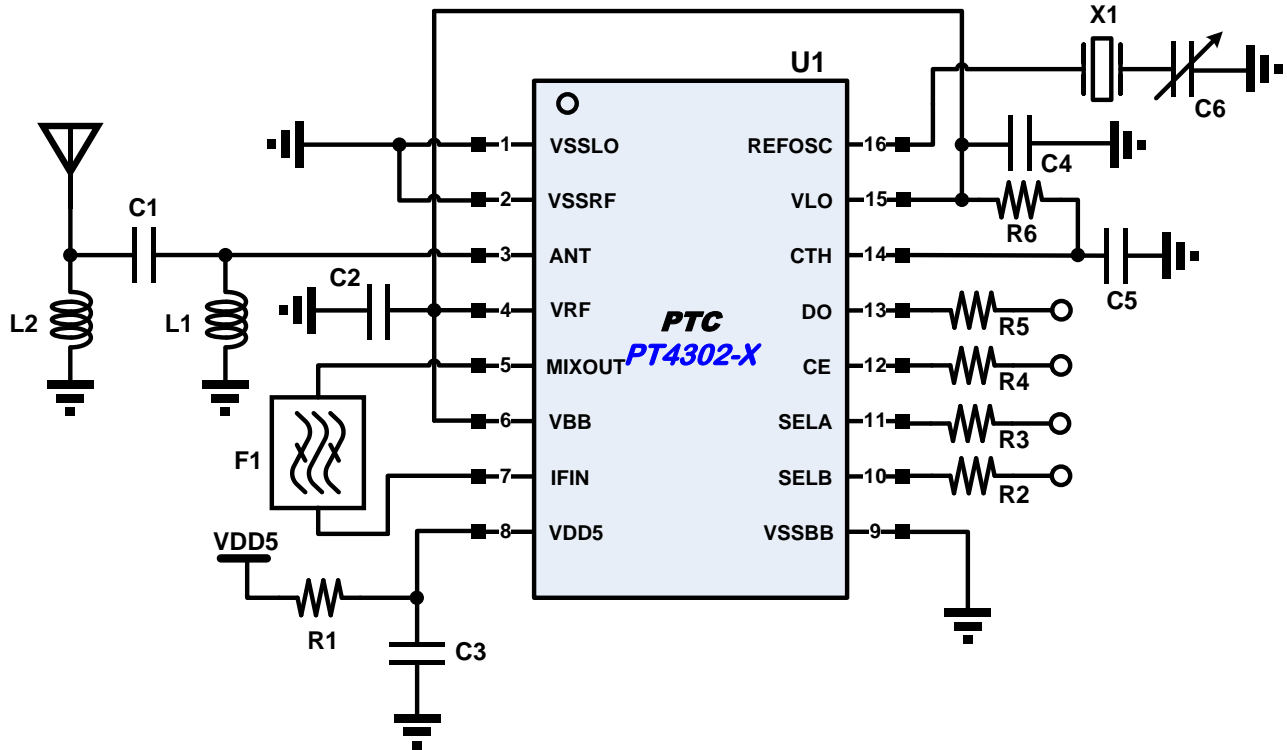 X1
U1
C6
1 VSSLO REFOSC 16
C4
2 VSSRF VLO 15
C1
R6
3 ANT CTH 14
C2
C5
L2 L1
4 VRF DO 13
R5
PTC
PT4302-X
5 MIXOUT CE 12
R4
6 VBB SELA 11
R3
F1
7 IFIN SELB 10
R2
8 VDD5 VSSBB 9
VDD5
R1
C3